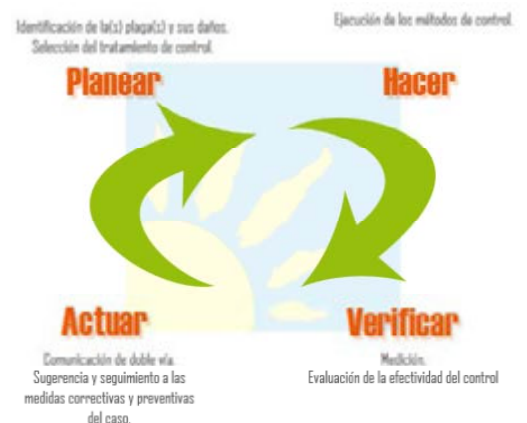 Identificación de la(s) plaga(s) y sus daños.
Selección del tratamiento de control.
Planear
Ejecución de los métodos de control.
Hacer
Actuar
Comunicación de doble vía.
Sugerencia y seguimiento a las
medidas correctivas y preventivas
del caso.
Verificar
Medición.
Evaluación de la efectividad del control